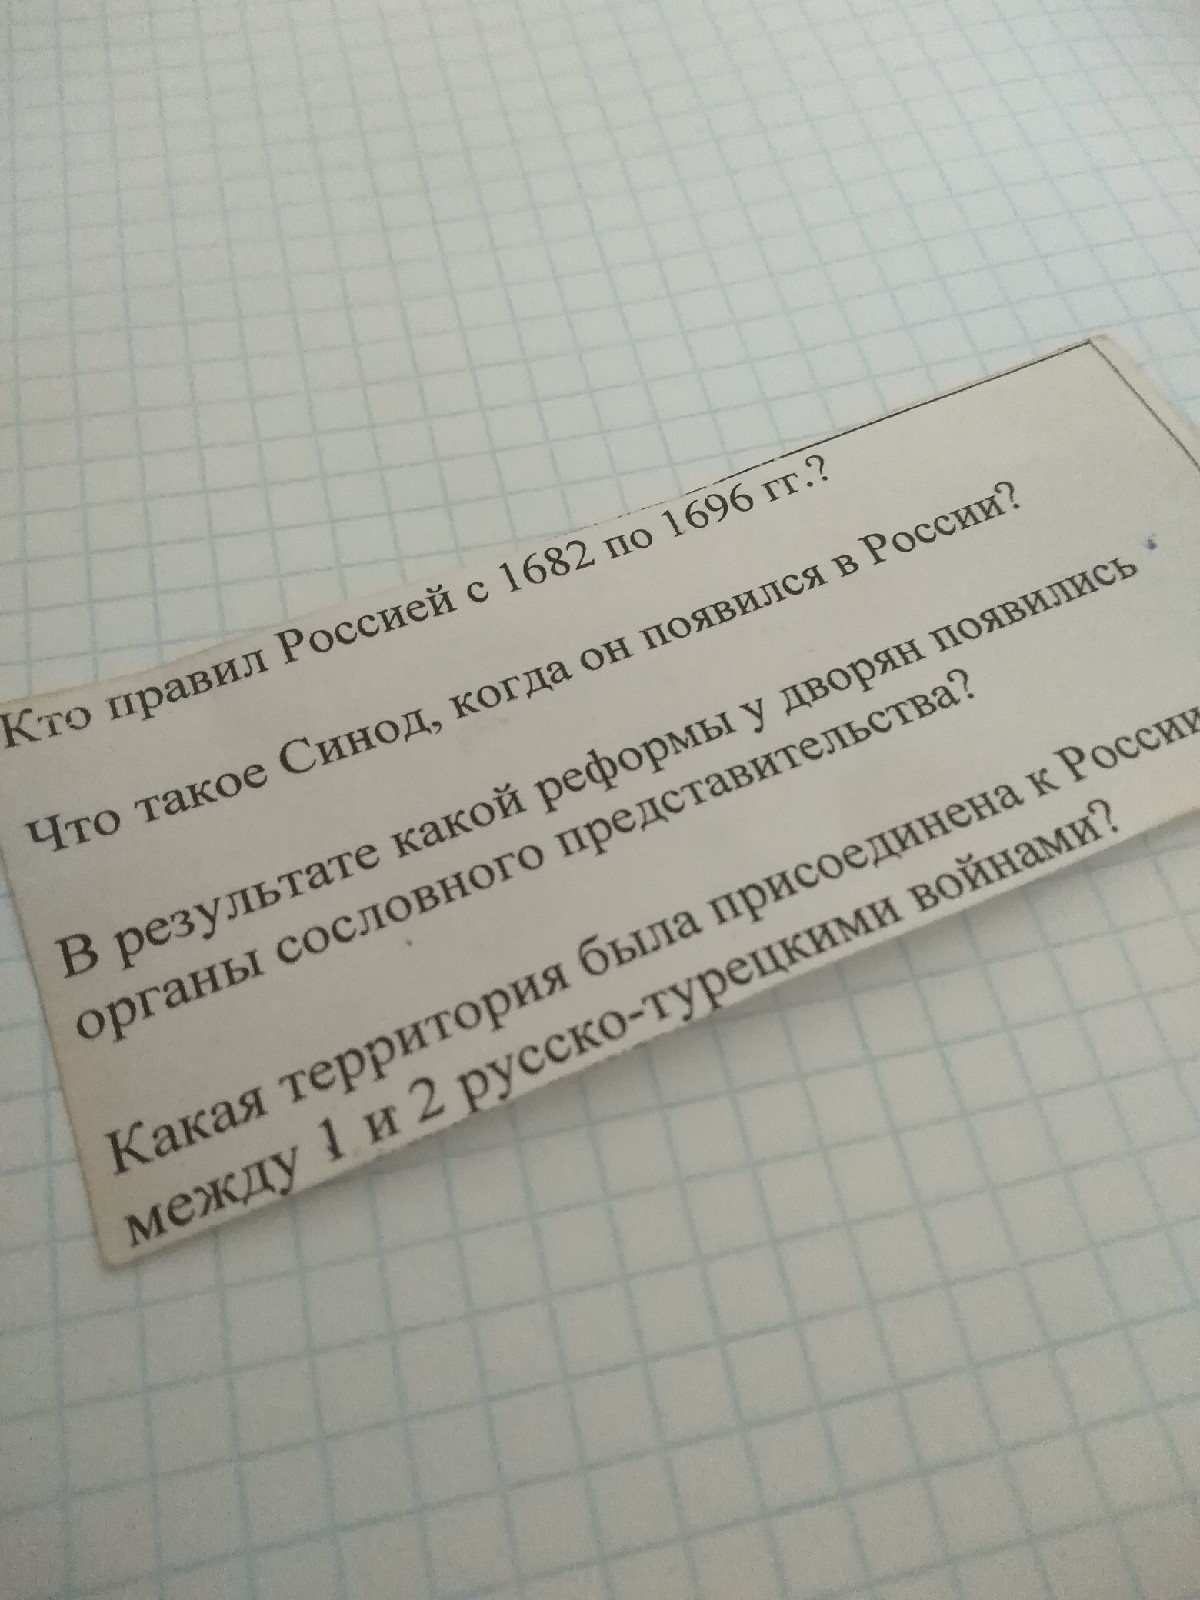 Кто правил Россией с 1682 по 1696 гг.?
Что такое Синод, когда он появился в России?
В результате какой реформы у дворян появились
органы сословного представительства?
Какая территория была присоединена к России
между 1 и 2 русско-турецкими войнами?